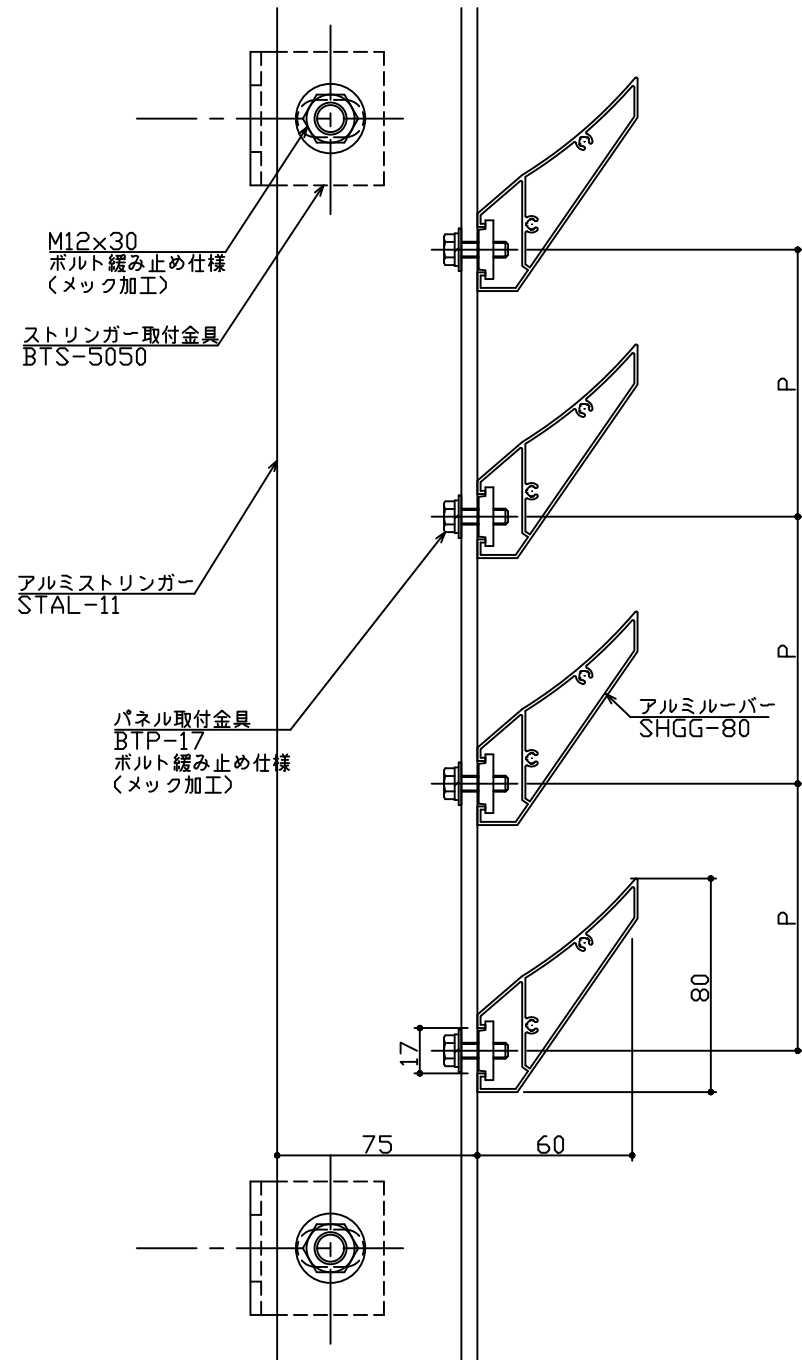 M12×30
ボルト緩み止め仕様
(メック加工)
ストリンガー取付金具
BTS-5050
P
アルミストリンガー
STAL-11
P
アルミルーバー
SHGG-80
パネル取付金具
BTP-17
ボルト緩み止め仕様
(メック加工)
P
80
17
75
60